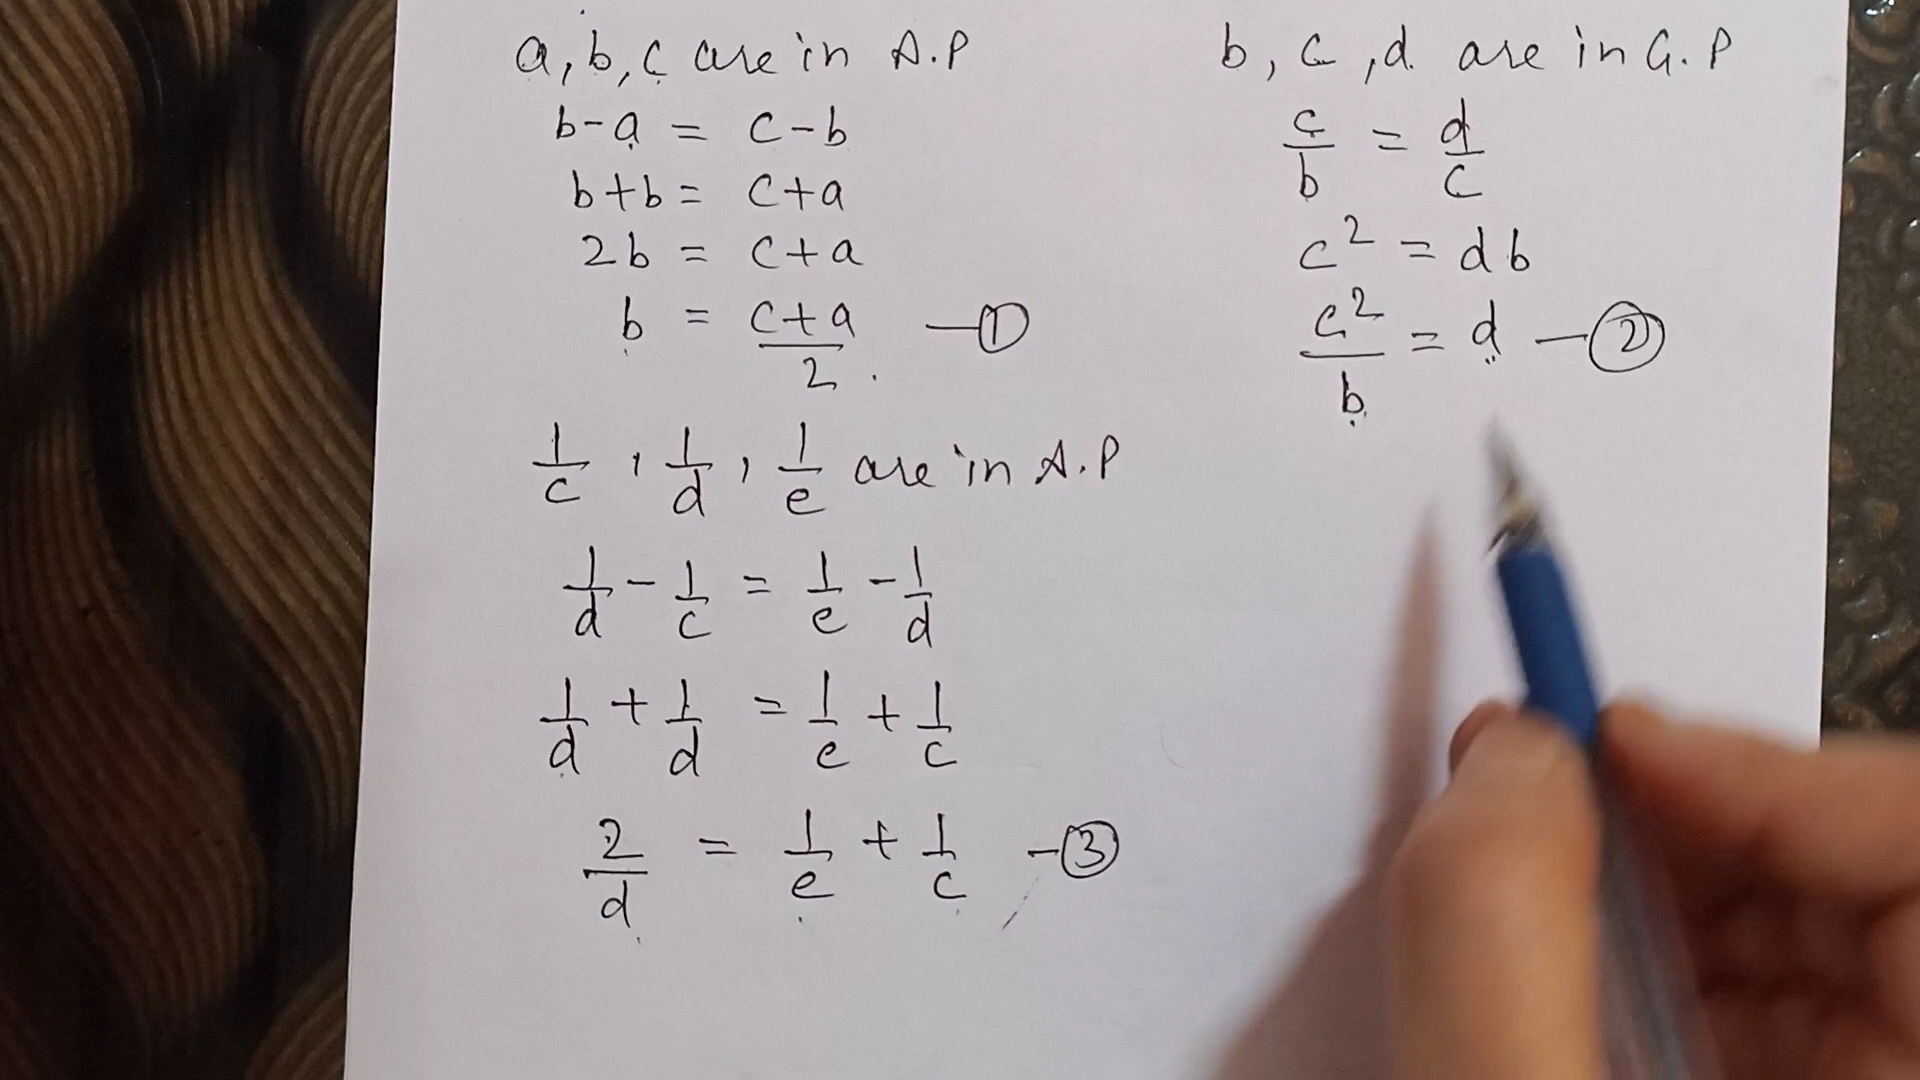 a, b, c are in A.P
b - a = c - b
b + b = c + a
2b = c + a
b = c + a / 2 — ①
1/c , 1/d , 1/e are in A.P
1/d - 1/c = 1/e - 1/d
1/d + 1/d = 1/e + 1/c
2/d = 1/e + 1/c - ③
b, c, d are in G.P
c/b = d/c
c² = db
c²/b = d - ②